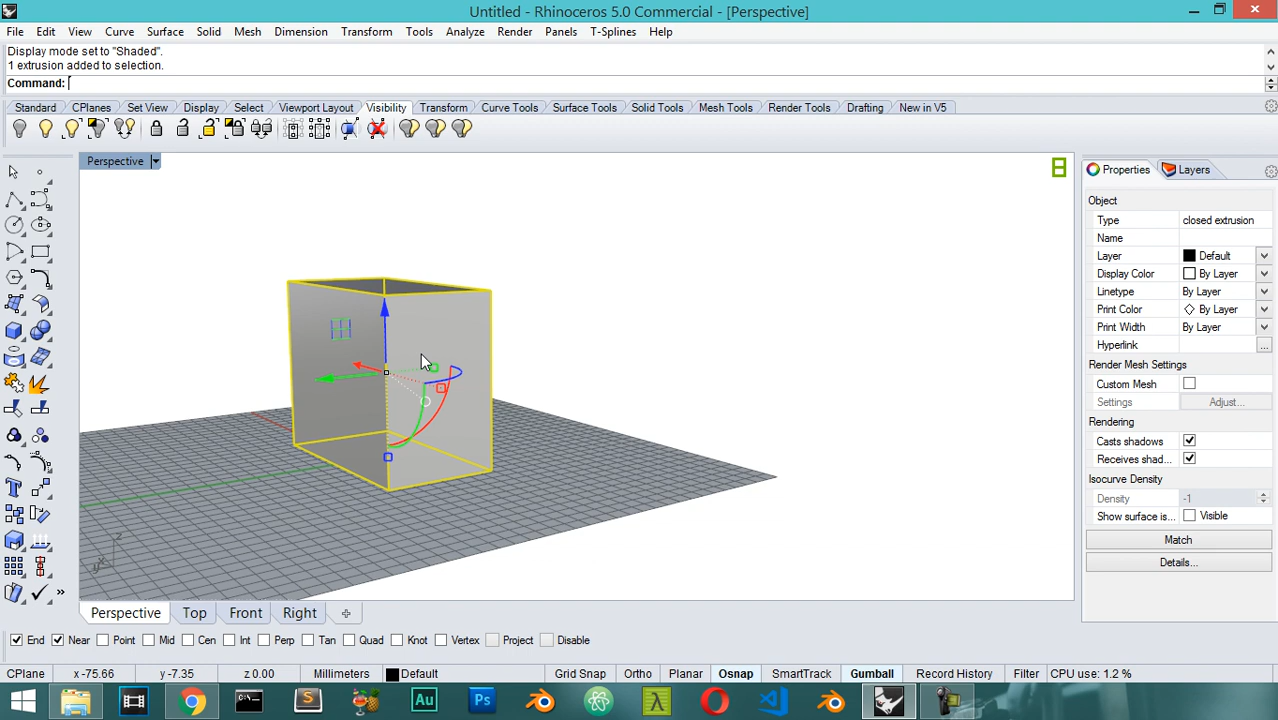 Untitled - Rhinoceros 5.0 Commercial - [Perspective]
File Edit View Curve Surface Solid Mesh Dimension Transform Tools Analyze Render Panels T-Splines Help
Display mode set to "Shaded".
1 extrusion added to selection.
Command:
Standard CPlanes Set View Display Select Viewport Layout Visibility Transform Curve Tools Surface Tools Solid Tools Mesh Tools Render Tools Drafting New in V5
Perspective
Properties Layers
Object
Type closed extrusion
Name
Layer Default
Display Color By Layer
Linetype By Layer
Print Color By Layer
Print Width By Layer
Hyperlink ...
Render Mesh Settings
Custom Mesh
Settings Adjust...
Rendering
Casts shadows
Receives shad...
Isocurve Density
Density -1
Show surface is... Visible
Match
Details...
z
y x
Perspective Top Front Right
End Near Point Mid Cen Int Perp Tan Quad Knot Vertex Project Disable
CPlane x -75.66 y -7.35 z 0.00 Millimeters Default Grid Snap Ortho Planar Osnap SmartTrack Gumball Record History Filter CPU use: 1.2 %
Au Ps